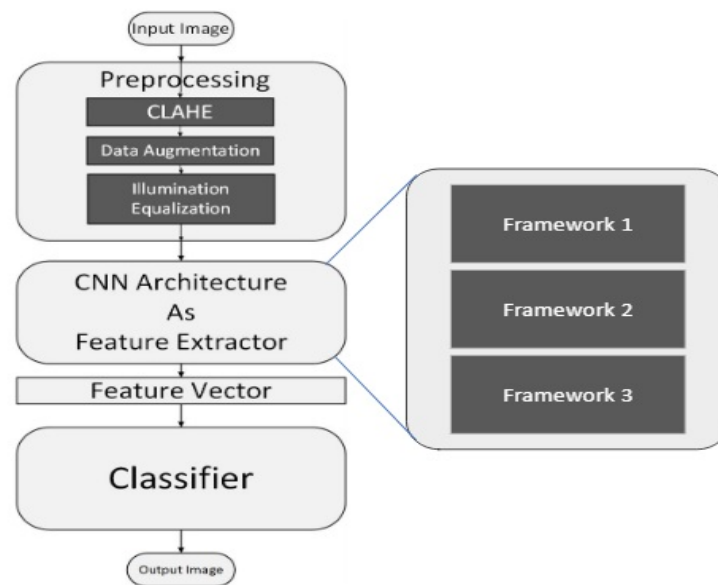 Input Image
Preprocessing
CLAHE
Data Augmentation
Illumination
Equalization
CNN Architecture
As
Feature Extractor
Feature Vector
Classifier
Output Image
Framework 1
Framework 2
Framework 3